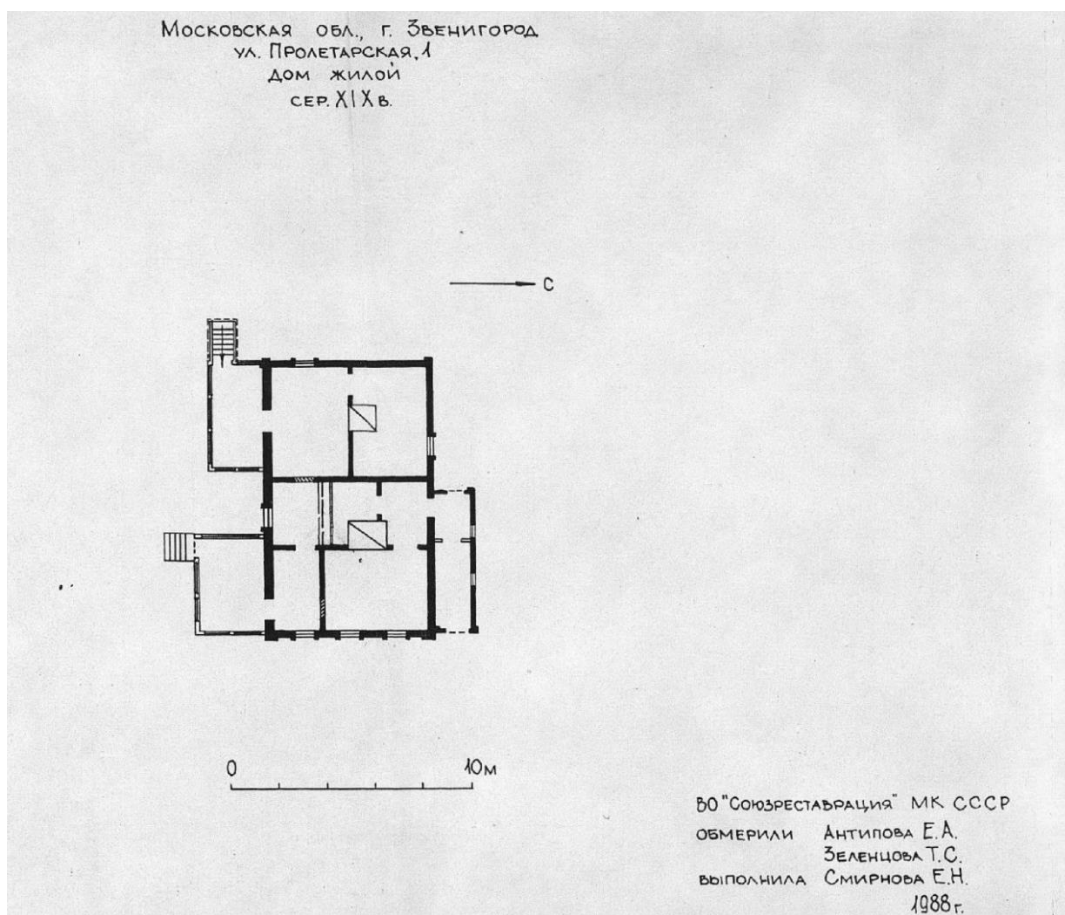 МОСКОВСКАЯ ОБЛ., Г. ЗВЕНИГОРОД
УЛ. ПРОЛЕТАРСКАЯ, 1
ДОМ ЖИЛОЙ
СЕР. XIX В.
С
0 10 М
ВО "СОЮЗРЕСТАВРАЦИЯ" МК СССР
ОБМЕРИЛИ АНТИПОВА Е.А.
ЗЕЛЕНЦОВА Т.С.
ВЫПОЛНИЛА СМИРНОВА Е.Н.
1988 г.